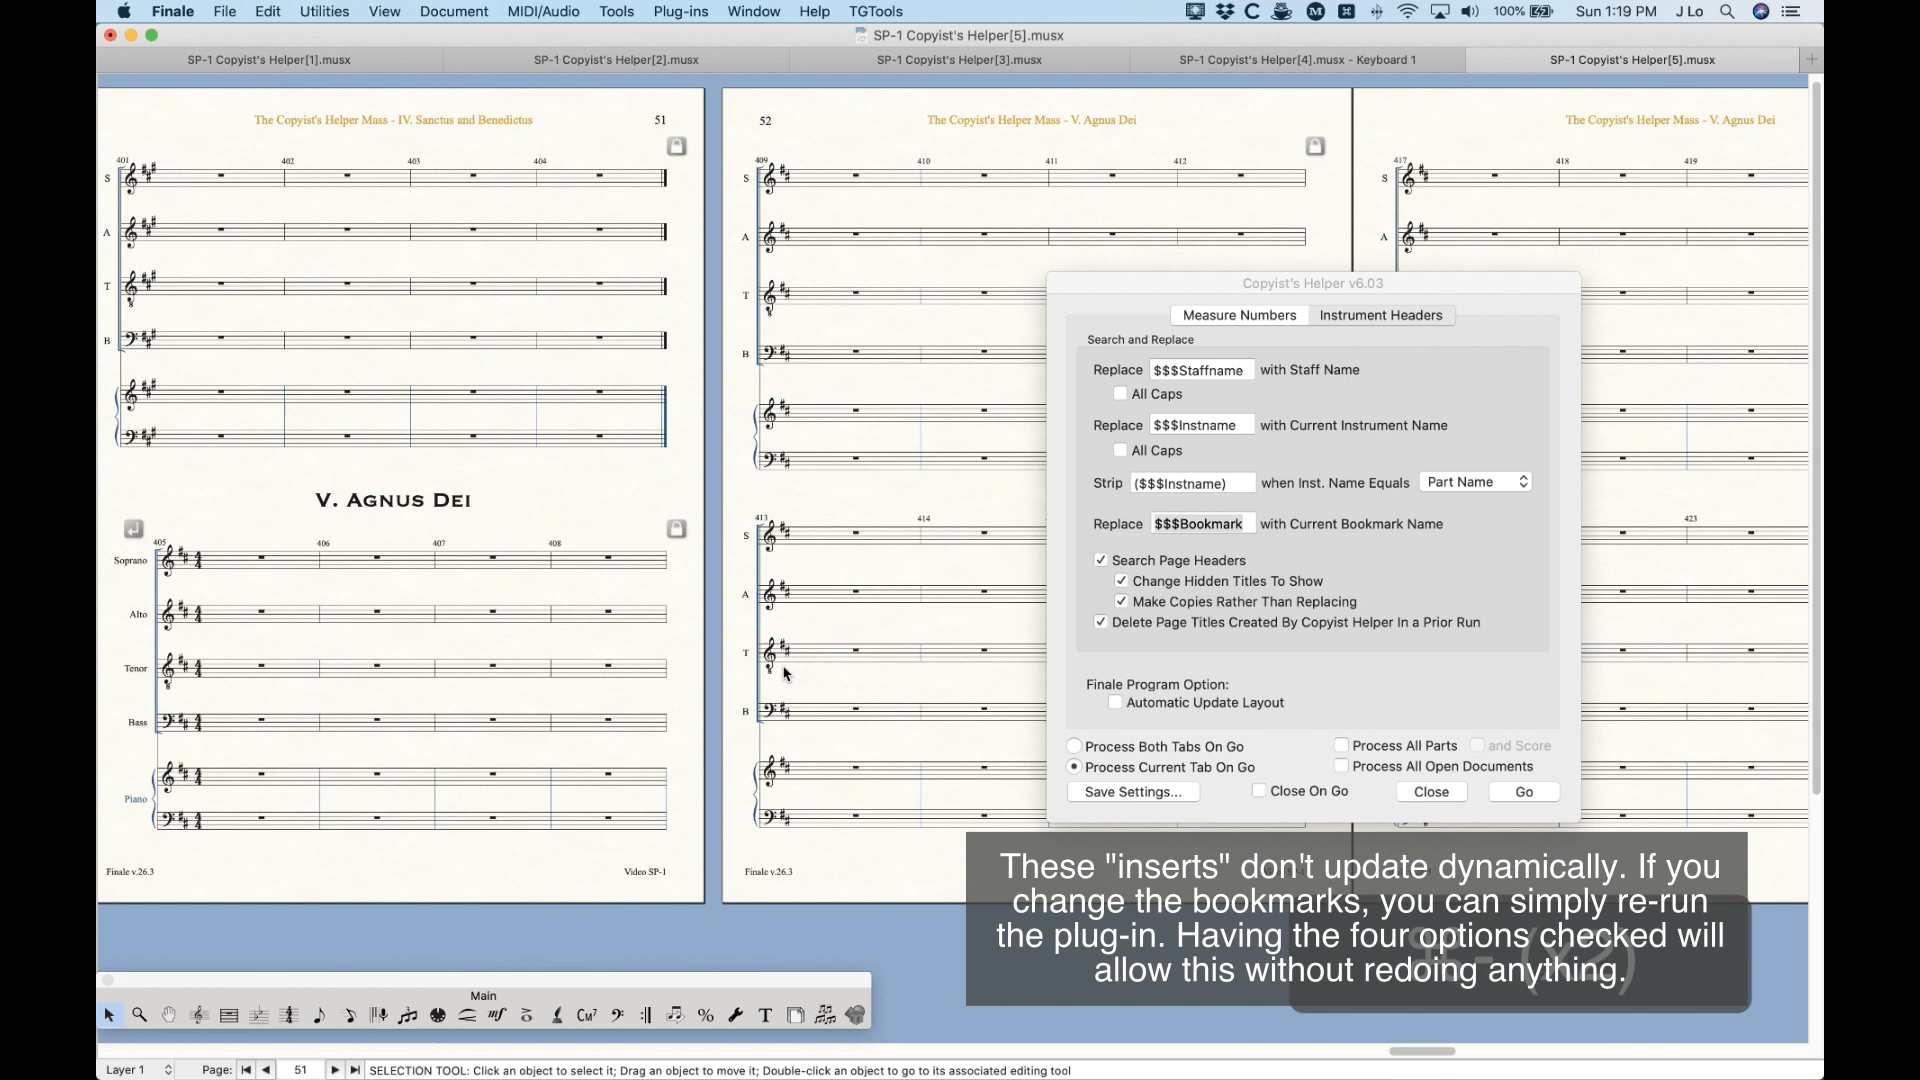 Finale File Edit Utilities View Document MIDI/Audio Tools Plug-ins Window Help TGTools 100% Sun 1:19 PM J Lo
SP-1 Copyist's Helper[5].musx
SP-1 Copyist's Helper[1].musx SP-1 Copyist's Helper[2].musx SP-1 Copyist's Helper[3].musx SP-1 Copyist's Helper[4].musx - Keyboard 1 SP-1 Copyist's Helper[5].musx
The Copyist's Helper Mass - IV. Sanctus and Benedictus 51
401 402 403 404
S
A
T
B
V. Agnus Dei
405 406 407 408
Soprano
Alto
Tenor
Bass
Piano
Finale v.26.3 Video SP-1
52 The Copyist's Helper Mass - V. Agnus Dei
409 410 411 412
S
A
T
B
413 414
S
A
T
B
Finale v.26.3
The Copyist's Helper Mass - V. Agnus Dei
417 418 419
S
A
423
Copyist's Helper v6.03
Measure Numbers Instrument Headers
Search and Replace
Replace $$$Staffname with Staff Name
All Caps
Replace $$$Instname with Current Instrument Name
All Caps
Strip ($$$Instname) when Inst. Name Equals Part Name
Replace $$$Bookmark with Current Bookmark Name
Search Page Headers
Change Hidden Titles To Show
Make Copies Rather Than Replacing
Delete Page Titles Created By Copyist Helper In a Prior Run
Finale Program Option:
Automatic Update Layout
Process Both Tabs On Go Process All Parts and Score
Process Current Tab On Go Process All Open Documents
Save Settings... Close On Go Close Go
These "inserts" don't update dynamically. If you
change the bookmarks, you can simply re-run
the plug-in. Having the four options checked will
allow this without redoing anything.
Main
mf CM7 % T
Layer 1 Page: 51 SELECTION TOOL: Click an object to select it; Drag an object to move it; Double-click an object to go to its associated editing tool